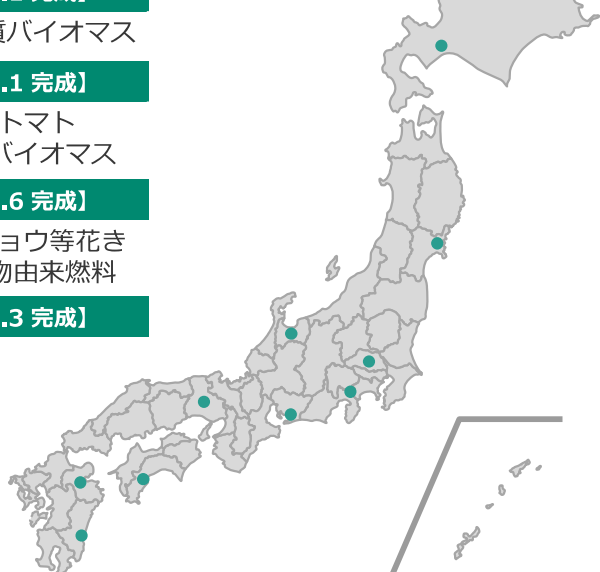 質バイオマス
.1 完成】
トマト
バイオマス
.6 完成】
ョウ等花き
物由来燃料
.3 完成】